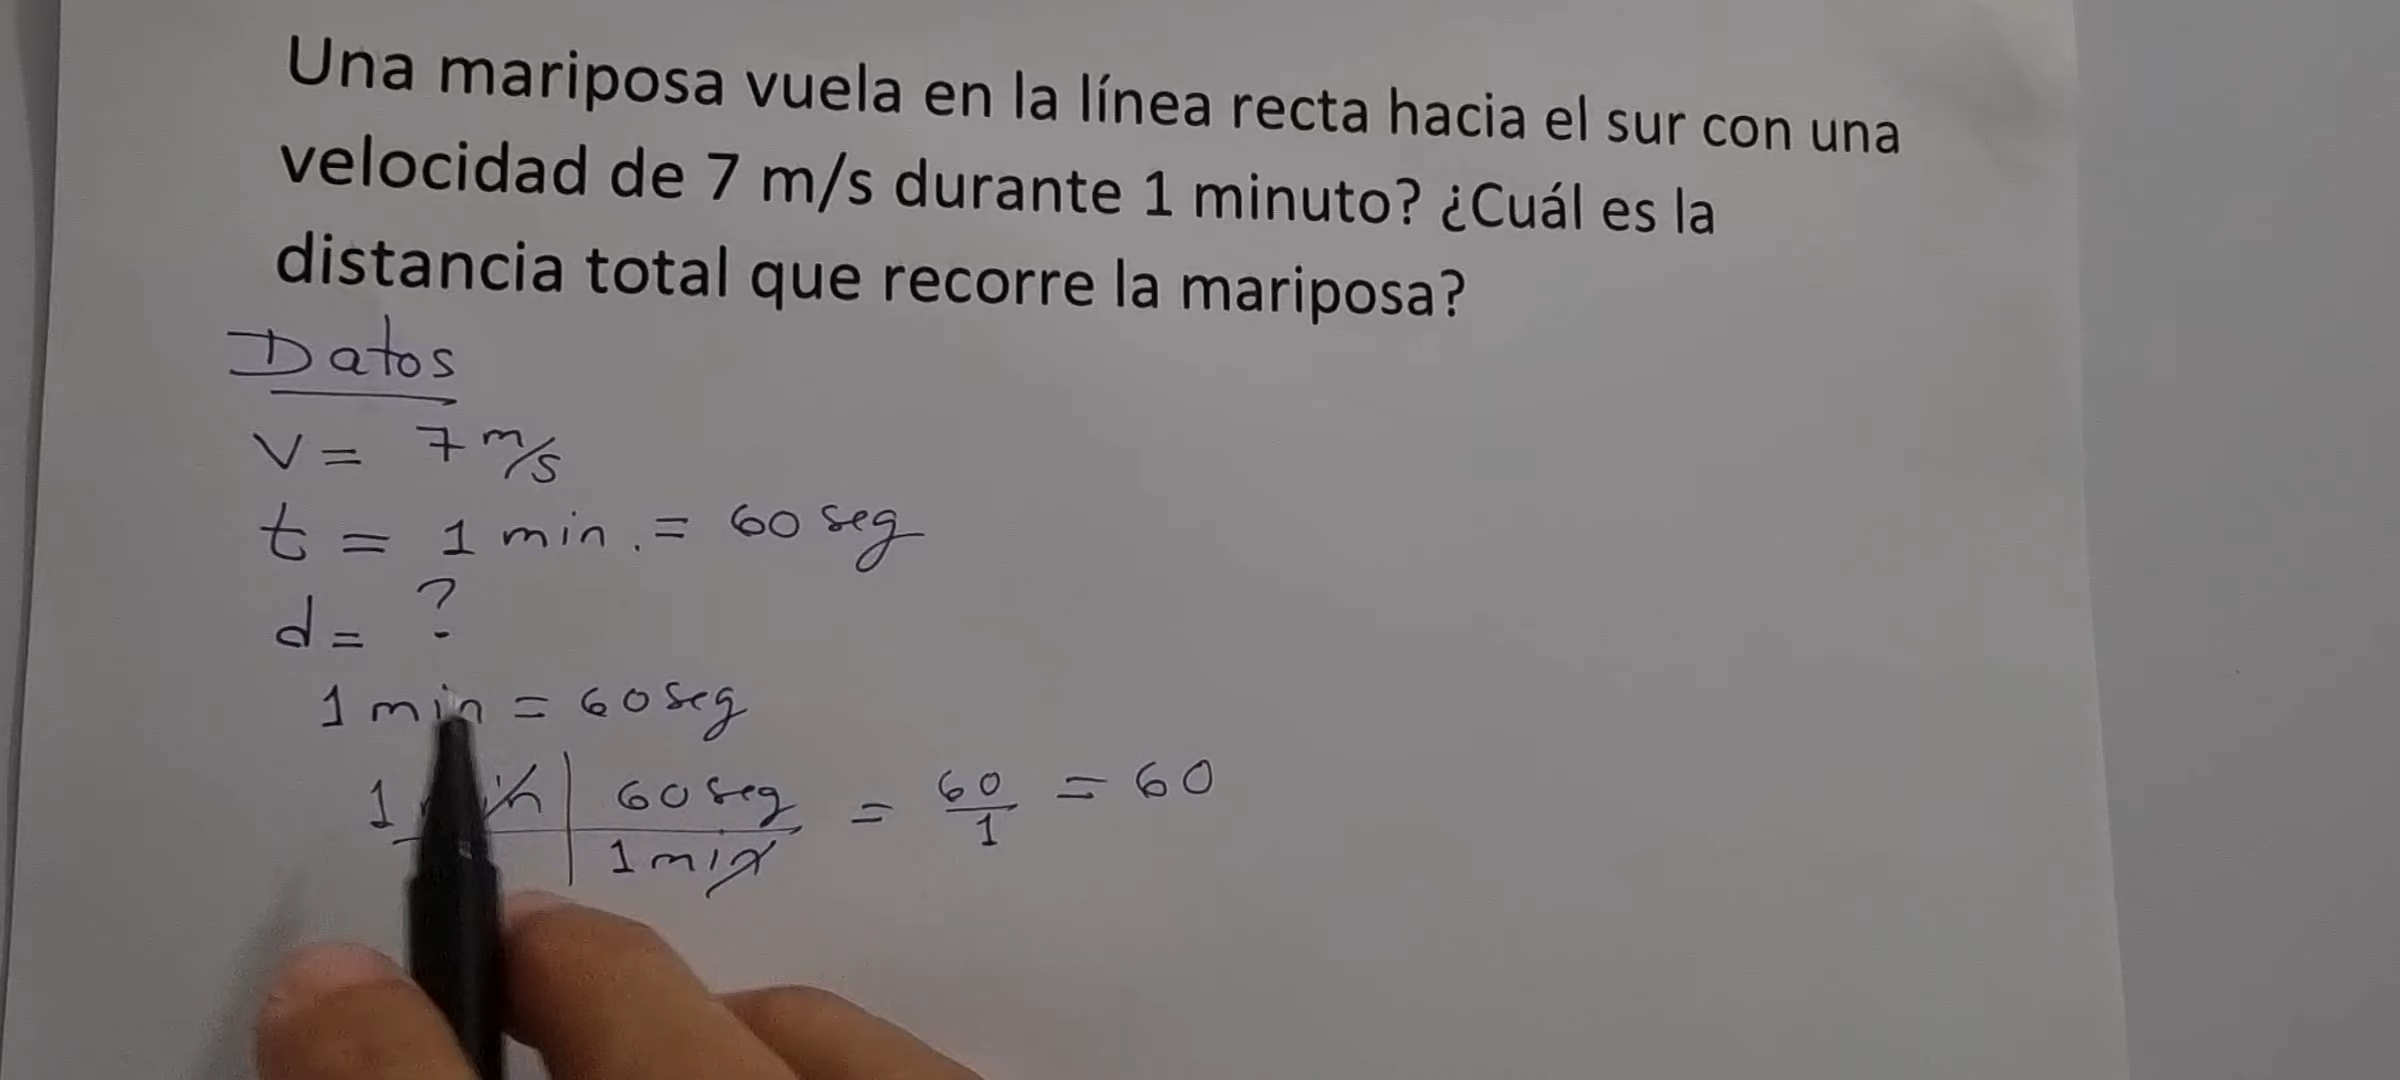 Una mariposa vuela en la línea recta hacia el sur con una
velocidad de 7 m/s durante 1 minuto? ¿Cuál es la
distancia total que recorre la mariposa?
Datos
V = 7 m/s
t = 1 min. = 60 seg
d = ?
1 min = 60 seg
1 60 seg = 60/1 = 60
1 min